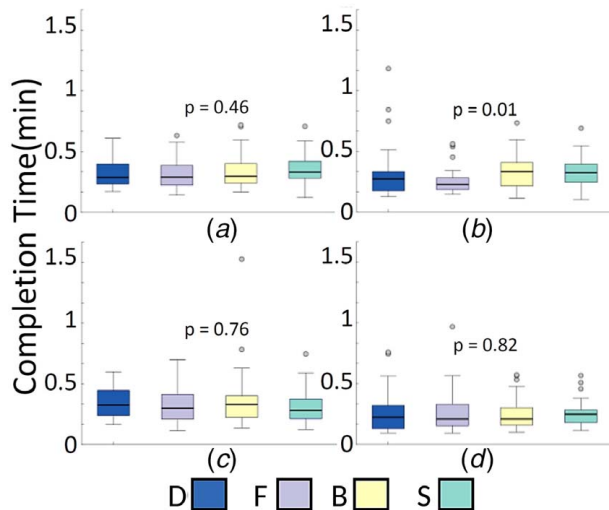 Completion Time(min)
1.5
1
0.5
0
p = 0.46
(a)
1.5
1
0.5
0
p = 0.01
(b)
1.5
1
0.5
0
p = 0.76
(c)
1.5
1
0.5
0
p = 0.82
(d)
D F B S